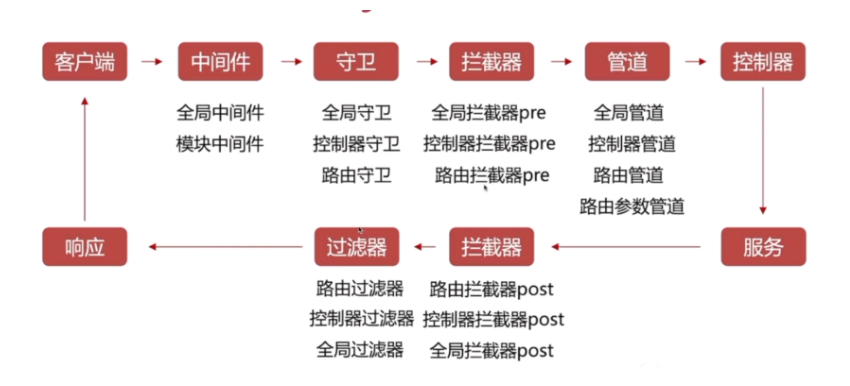 客户端
中间件
守卫
拦截器
管道
控制器
全局中间件
全局守卫
全局拦截器pre
全局管道
模块中间件
控制器守卫
控制器拦截器pre
控制器管道
路由守卫
路由拦截器pre
路由管道
路由参数管道
响应
过滤器
拦截器
服务
路由过滤器
路由拦截器post
控制器过滤器
控制器拦截器post
全局过滤器
全局拦截器post